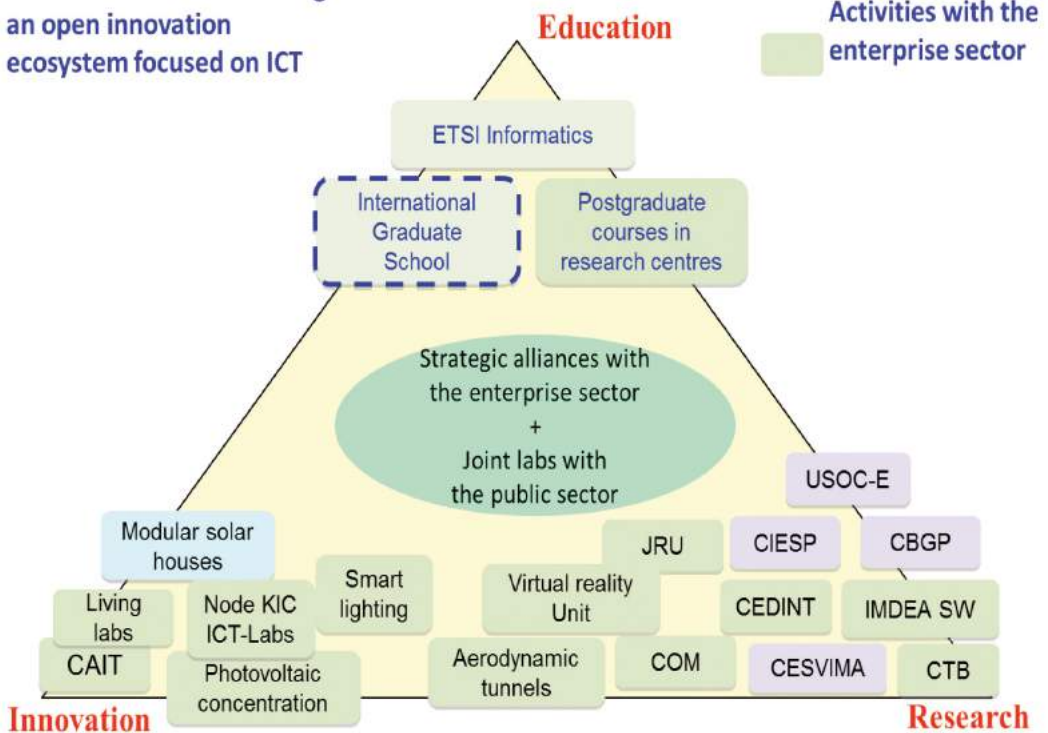 an open innovation
ecosystem focused on ICT
Activities with the
enterprise sector
Education
ETSI Informatics
International
Graduate
School
Postgraduate
courses in
research centres
Strategic alliances with
the enterprise sector
+
Joint labs with
the public sector
USOC-E
Modular solar
houses
JRU
CIESP
CBGP
Smart
lighting
Virtual reality
Unit
Living
labs
Node KIC
ICT-Labs
CEDINT
IMDEA SW
CAIT
Photovoltaic
concentration
Aerodynamic
tunnels
COM
CESVIMA
CTB
Innovation
Research